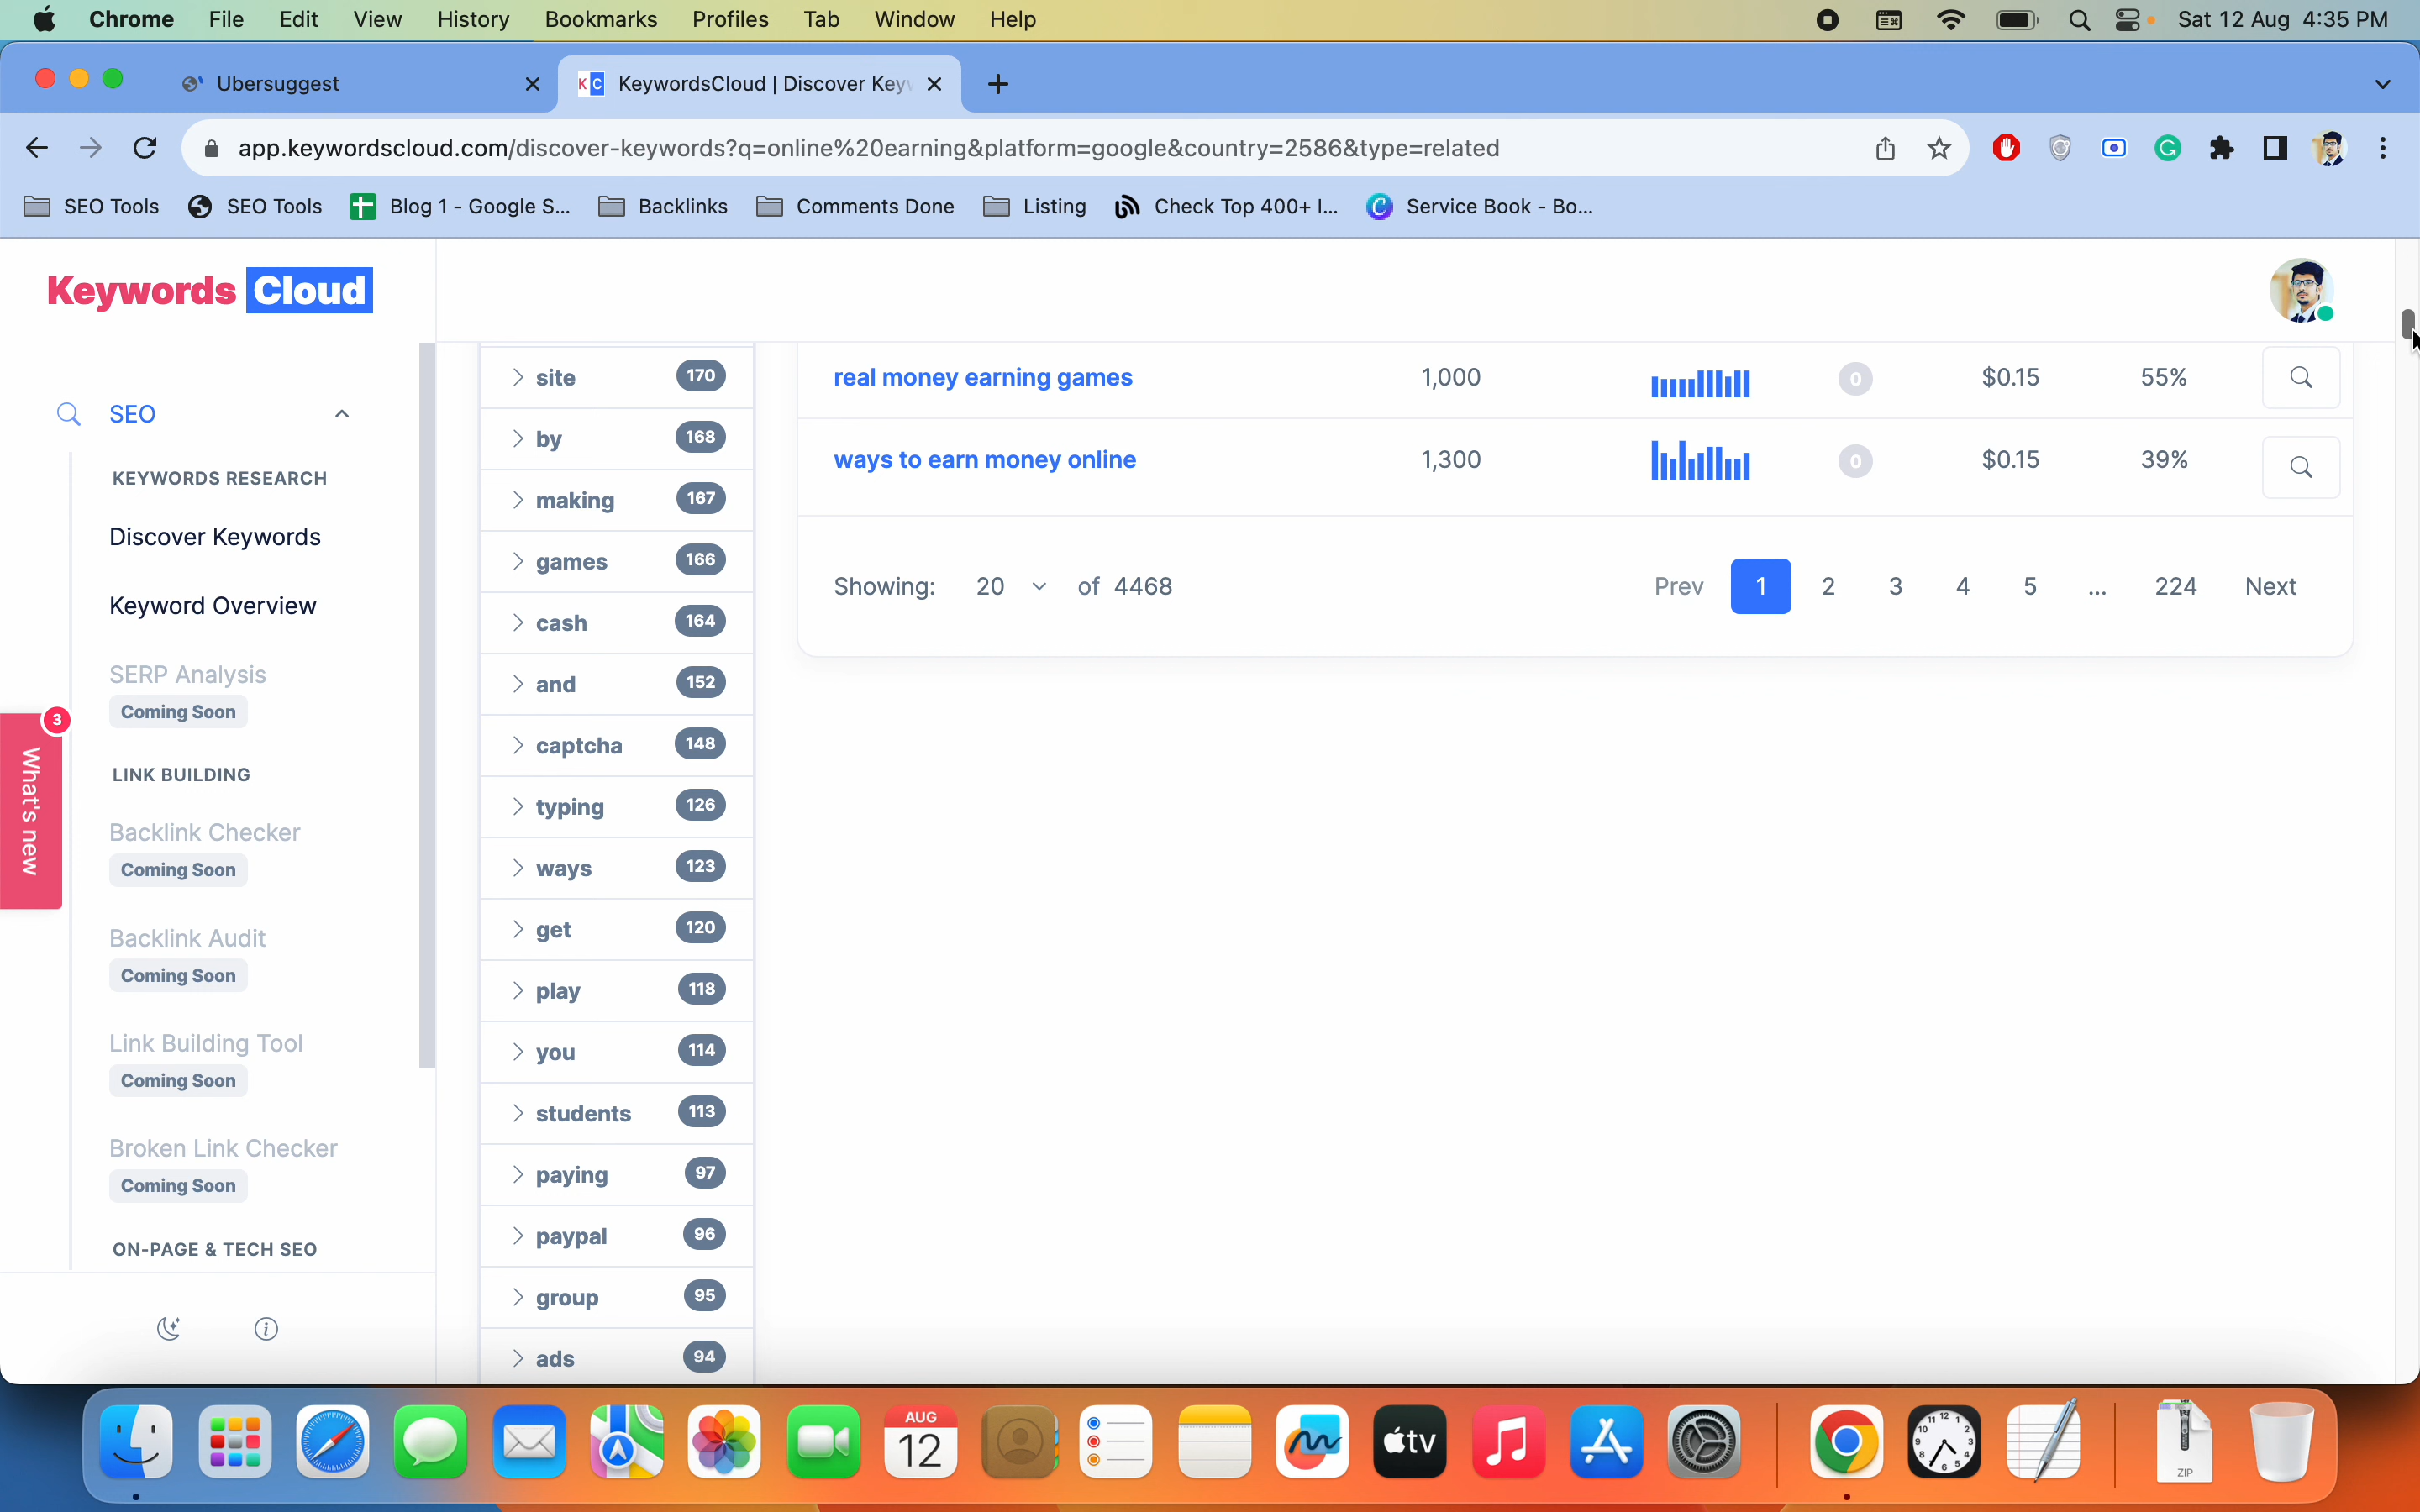 Chrome File Edit View History Bookmarks Profiles Tab Window Help Sat 12 Aug 4:35 PM
Ubersuggest
KC KeywordsCloud | Discover Key
app.keywordscloud.com/discover-keywords?q=online%20earning&platform=google&country=2586&type=related
SEO Tools SEO Tools Blog 1 - Google S... Backlinks Comments Done Listing Check Top 400+ I... Service Book - Bo...
Keywords Cloud
SEO
KEYWORDS RESEARCH
Discover Keywords
Keyword Overview
SERP Analysis
Coming Soon
LINK BUILDING
Backlink Checker
Coming Soon
Backlink Audit
Coming Soon
Link Building Tool
Coming Soon
Broken Link Checker
Coming Soon
ON-PAGE & TECH SEO
3
What's new
site 170
by 168
making 167
games 166
cash 164
and 152
captcha 148
typing 126
ways 123
get 120
play 118
you 114
students 113
paying 97
paypal 96
group 95
ads 94
real money earning games 1,000 0 $0.15 55%
ways to earn money online 1,300 0 $0.15 39%
Showing: 20 of 4468
Prev 1 2 3 4 5 ... 224 Next
AUG
12
tv
ZIP